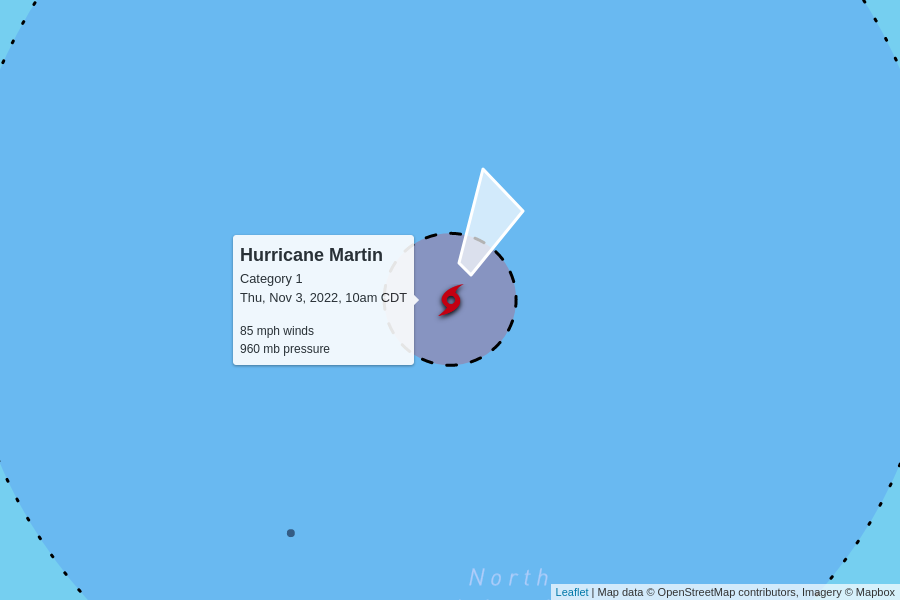 Hurricane Martin
Category 1
Thu, Nov 3, 2022, 10am CDT
85 mph winds
960 mb pressure
North
Leaflet | Map data © OpenStreetMap contributors, Imagery © Mapbox